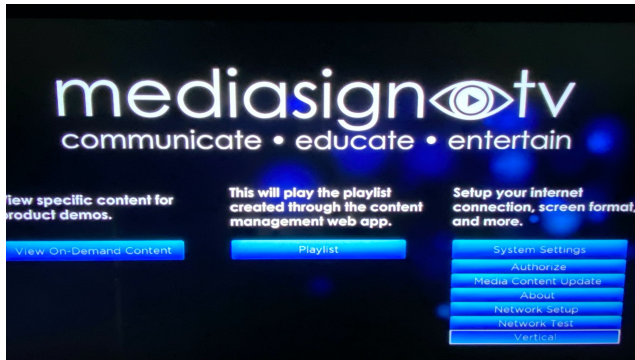 mediasign tv
communicate • educate • entertain
View specific content for
product demos.
View On-Demand Content
This will play the playlist
created through the content
management web app.
Playlist
Setup your internet
connection, screen format,
and more.
System Settings
Authorize
Media Content Update
About
Network Setup
Network Test
Vertical